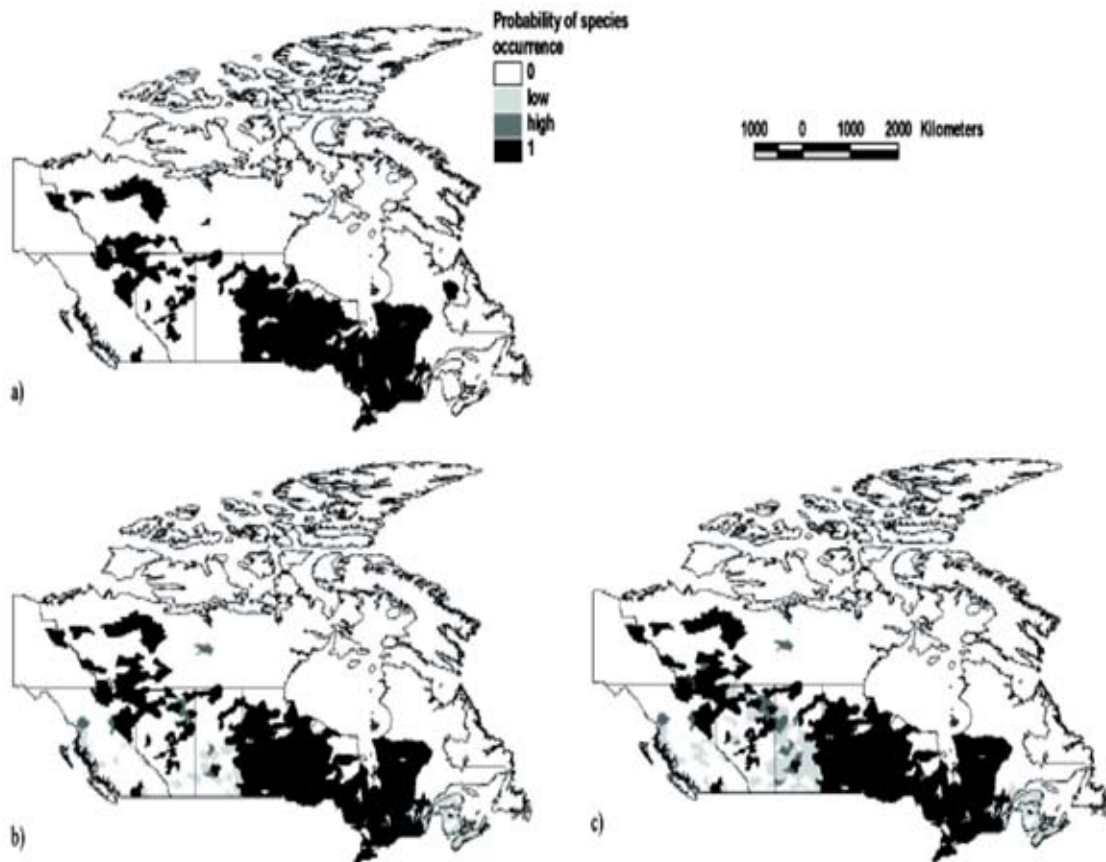 Probability of species
occurrence
0
low
high
1
1000 0 1000 2000 Kilometers
a)
b)
c)